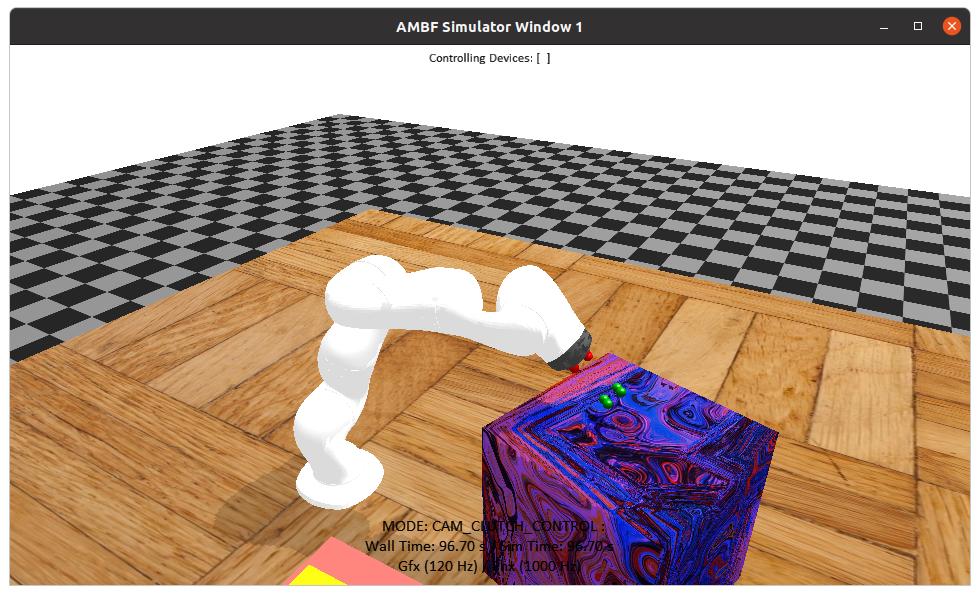 AMBF Simulator Window 1
Controlling Devices: [ ]
MODE: CAM_CLUTCH_CONTROL :
Wall Time: 96.70 s / Sim Time: 96.70 s
Gfx (120 Hz) / Phx (1000 Hz)